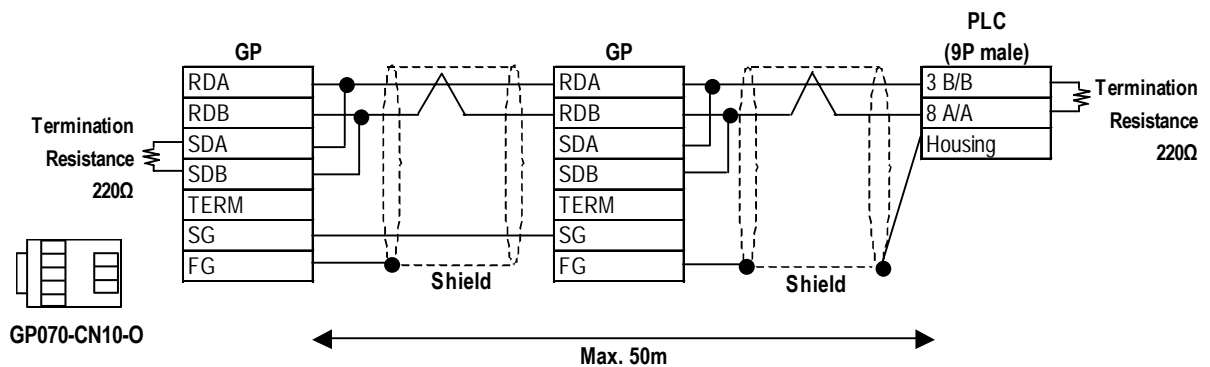 PLC
(9P male)
GP
GP
RDA
RDB
SDA
SDB
TERM
SG
FG
RDA
RDB
SDA
SDB
TERM
SG
FG
3 B/B
8 A/A
Housing
Termination
Resistance
220Ω
Termination
Resistance
220Ω
Shield
Shield
GP070-CN10-O
Max. 50m